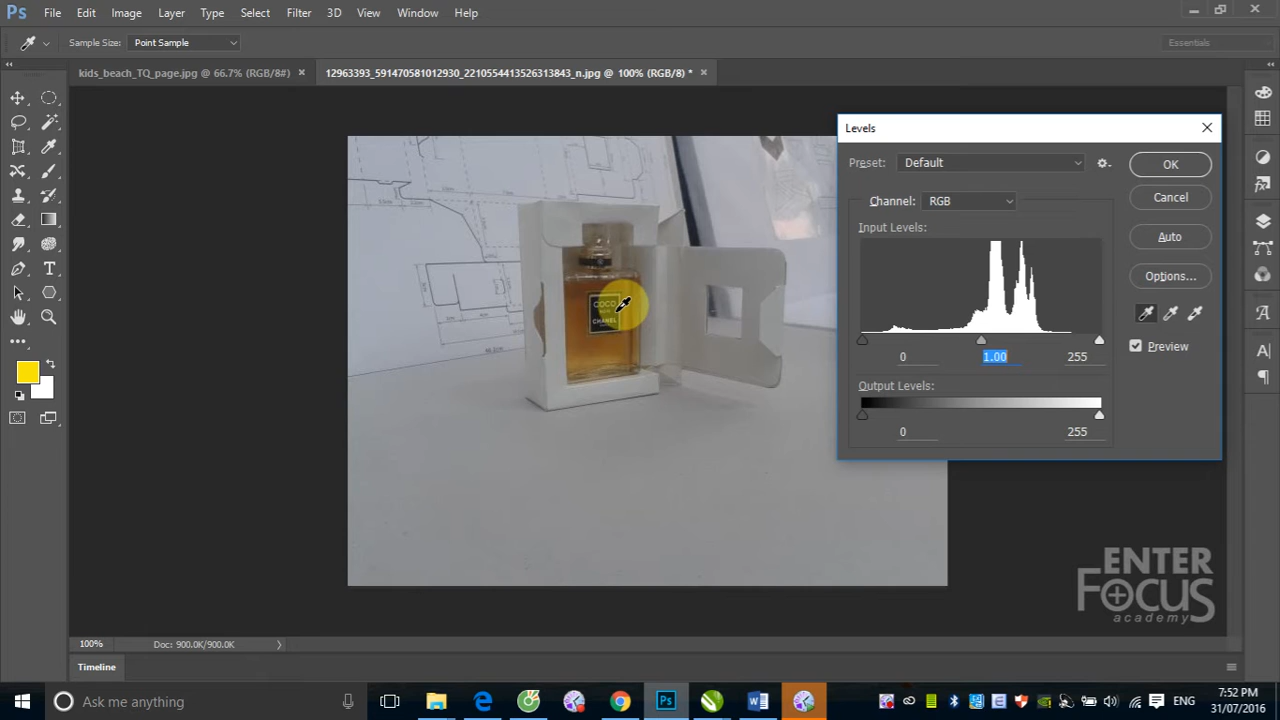 Ps File Edit Image Layer Type Select Filter 3D View Window Help
Sample Size: Point Sample Essentials
kids_beach_TQ_page.jpg @ 66.7% (RGB/8#) × 12963393_591470581012930_2210554413526313843_n.jpg @ 100% (RGB/8) * ×
Levels
Preset: Default
OK
Channel: RGB
Cancel
Input Levels:
Auto
Options...
0 1.00 255
Preview
Output Levels:
0 255
COCO
CHANEL
ENTER
FOCUS
academy
100% Doc: 900.0K/900.0K
Timeline
Ask me anything
ENG
7:52 PM
31/07/2016